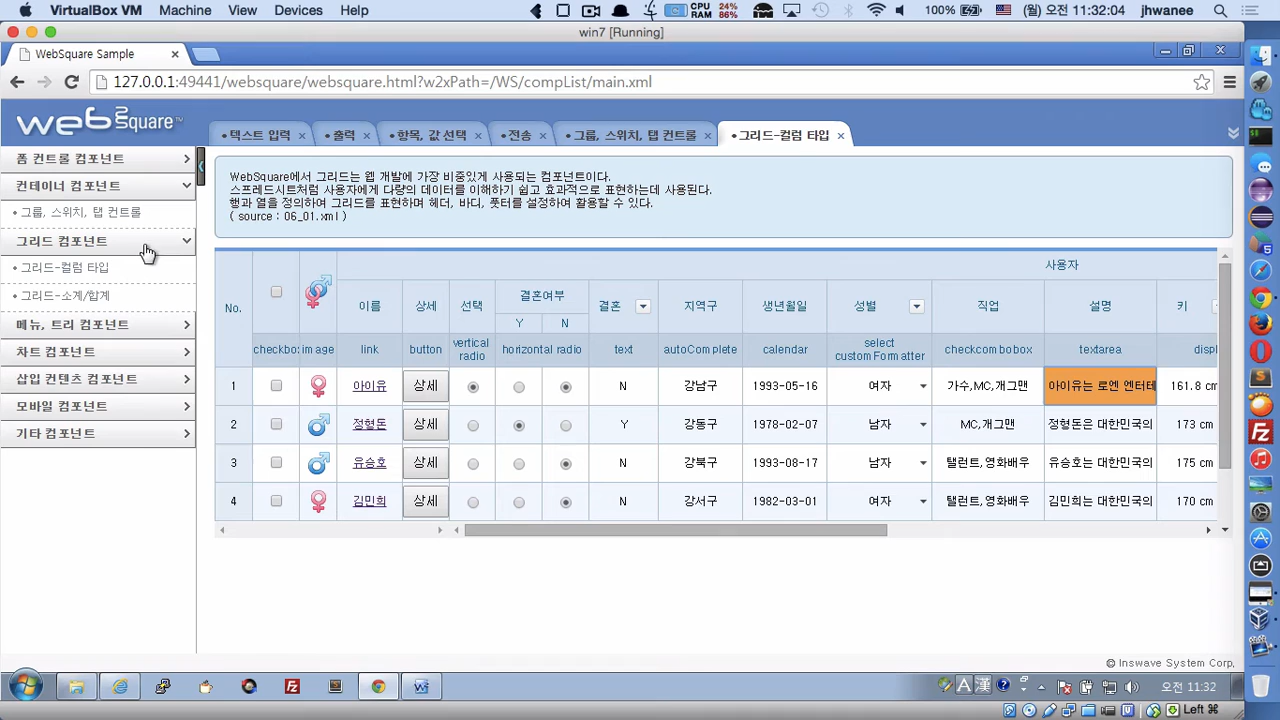 VirtualBox VM Machine View Devices Help CPU RAM 24% 86% 100% (월) 오전 11:32:04 jhwanee
win7 [Running]
WebSquare Sample
127.0.0.1:49441/websquare/websquare.html?w2xPath=/WS/cmpList/main.xml
WebSquare
•텍스트 입력 •출력 •항목, 값 선택 •전송 •그룹, 스위치, 탭 컨트롤 •그리드-컬럼 타입
폼 컨트롤 컴포넌트
컨테이너 컴포넌트
• 그룹, 스위치, 탭 컨트롤
그리드 컴포넌트
• 그리드-컬럼 타입
• 그리드-소계/합계
메뉴, 트리 컴포넌트
차트 컴포넌트
삽입 컨텐츠 컴포넌트
모바일 컴포넌트
기타 컴포넌트
WebSquare에서 그리드는 웹 개발에 가장 비중있게 사용되는 컴포넌트이다.
스프레드시트처럼 사용자에게 다량의 데이터를 이해하기 쉽고 효과적으로 표현하는데 사용된다.
행과 열을 정의하여 그리드를 표현하며 헤더, 바디, 풋터를 설정하여 활용할 수 있다.
( source : 06_01.xml )
사용자
No. 이름 상세 선택 결혼여부 결혼 지역구 생년월일 성별 직업 설명 키
Y N
checkbo: image link button vertical radio horizontal radio text autoComplete calendar select customFormatter checkcombobox textarea displ
1 아이유 상세 N 강남구 1993-05-16 여자 가수,MC,개그맨 아이유는 로엔 엔터테 161.8 cm
2 정형돈 상세 Y 강동구 1978-02-07 남자 MC,개그맨 정형돈은 대한민국의 173 cm
3 유승호 상세 N 강북구 1993-08-17 남자 탤런트,영화배우 유승호는 대한민국의 175 cm
4 김민희 상세 N 강서구 1982-03-01 여자 탤런트,영화배우 김민희는 대한민국의 170 cm
© Inswave System Corp,
A 漢 오전 11:32
Left ⌘